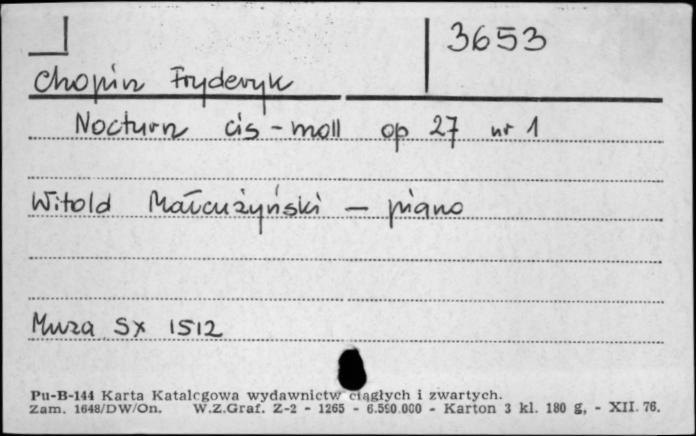 3653
Chopin Fryderyk
Nocturn cis-moll op 27 nr 1
Witold Małcużyński - piano
Muza SX 1512
Pu-B-144 Karta Katalogowa wydawnictw ciągłych i zwartych.
Zam. 1648/DW/On. W.Z.Graf. Z-2 - 1265 - 6.590.000 - Karton 3 kl. 180 g, - XII. 76.